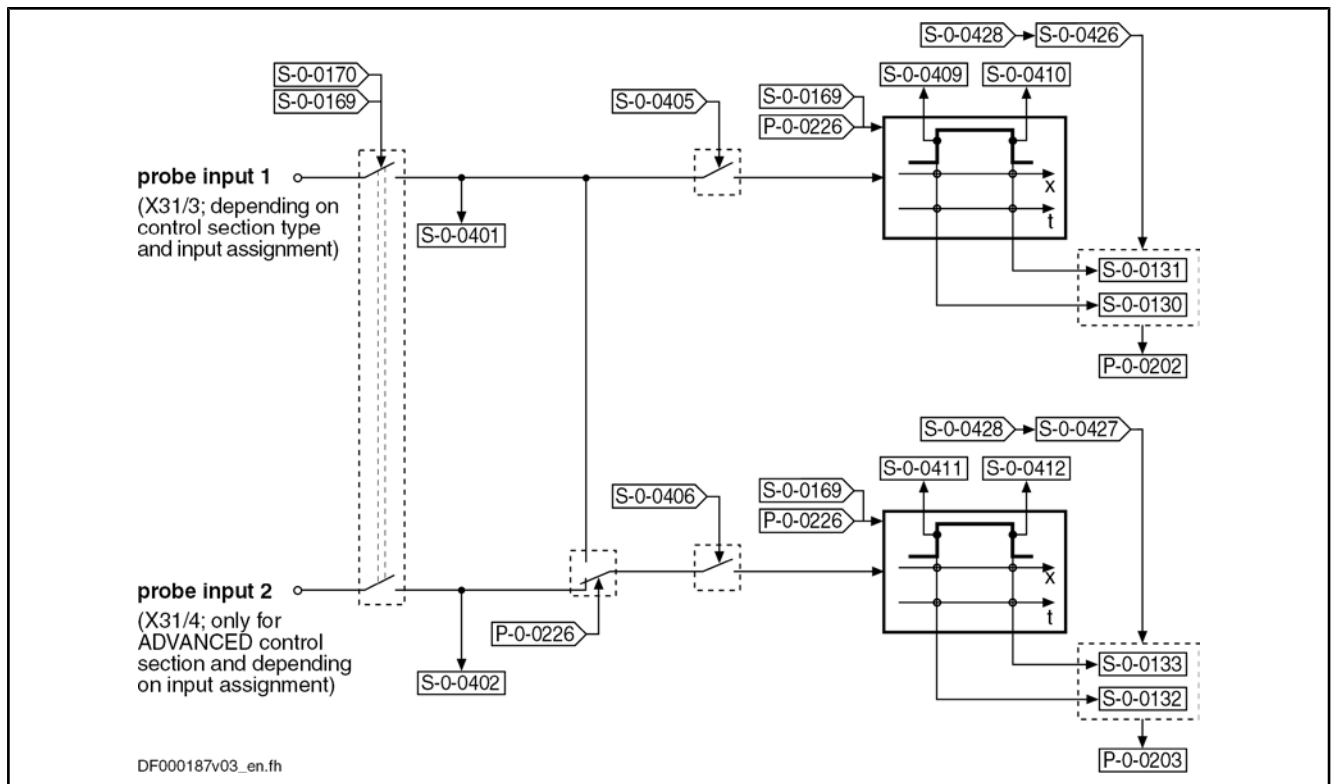 S-0-0428
S-0-0426
S-0-0170
S-0-0169
S-0-0405
S-0-0169
P-0-0226
S-0-0409
S-0-0410
probe input 1
(X31/3; depending on
control section type
and input assignment)
S-0-0401
x
t
S-0-0131
S-0-0130
P-0-0202
S-0-0428
S-0-0427
S-0-0406
S-0-0169
P-0-0226
S-0-0411
S-0-0412
probe input 2
(X31/4; only for
ADVANCED control
section and depending
on input assignment)
P-0-0226
S-0-0402
x
t
S-0-0133
S-0-0132
P-0-0203
DF000187v03_en.fh